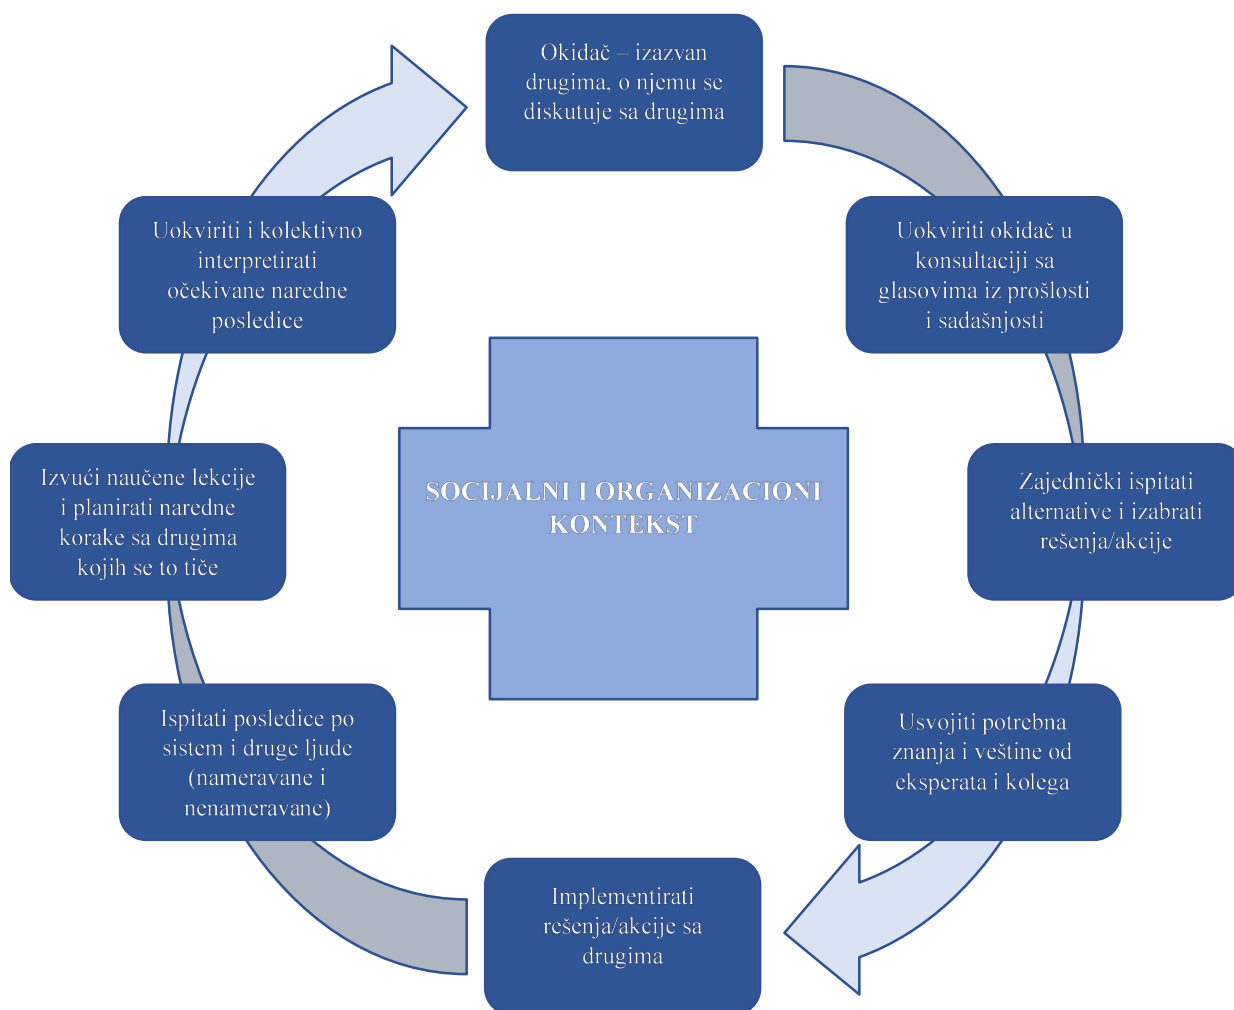 Okidač – izazvan
drugima, o njemu se
diskutuje sa drugima
Uokviriti okidač u
konsultaciji sa
glasovima iz prošlosti
i sadašnjosti
Zajednički ispitati
alternative i izabrati
rešenja/akcije
Usvojiti potrebna
znanja i veštine od
eksperata i kolega
Implementirati
rešenja/akcije sa
drugima
Ispitati posledice po
sistem i druge ljude
(nameravane i
nenameravane)
Izvući naučene lekcije
i planirati naredne
korake sa drugima
kojih se to tiče
Uokviriti i kolektivno
interpretirati
očekivane naredne
posledice
SOCIJALNI I ORGANIZACIONI
KONTEKST